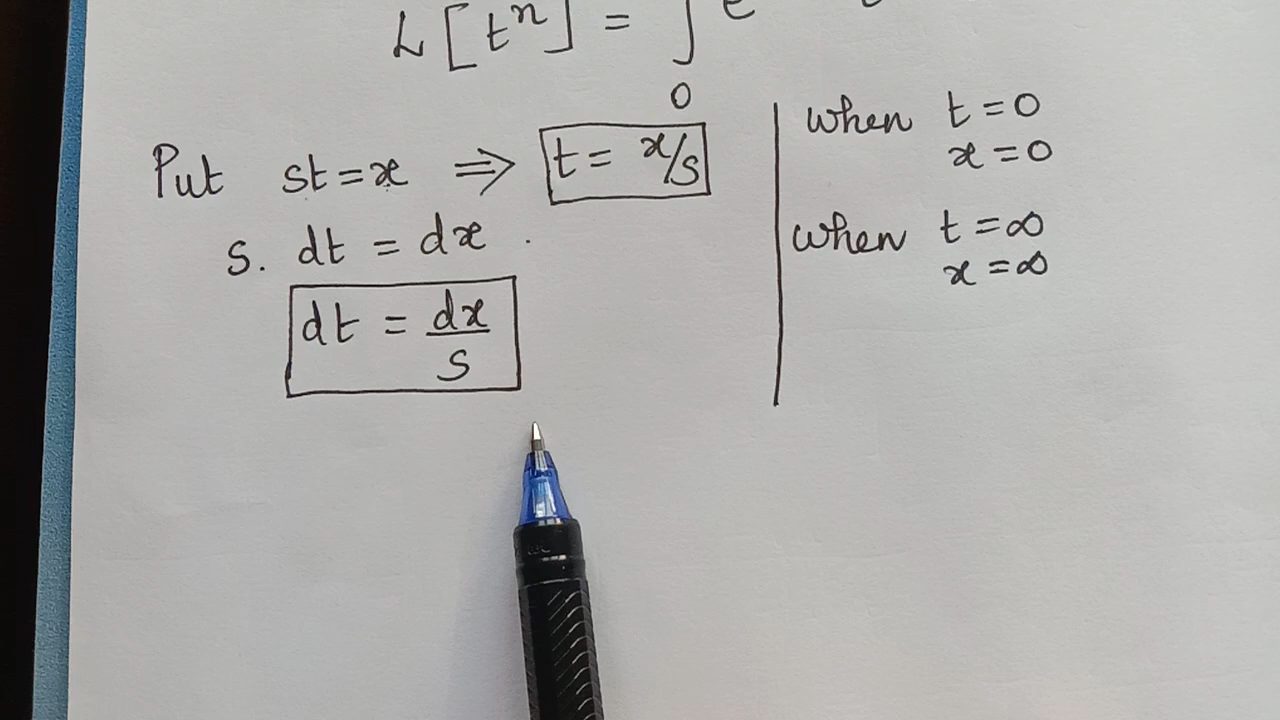 L[tⁿ] = ∫ e
0
Put st = x ⇒ t = x/s
s. dt = dx .
dt = dx/s
when t = 0
x = 0
when t = ∞
x = ∞